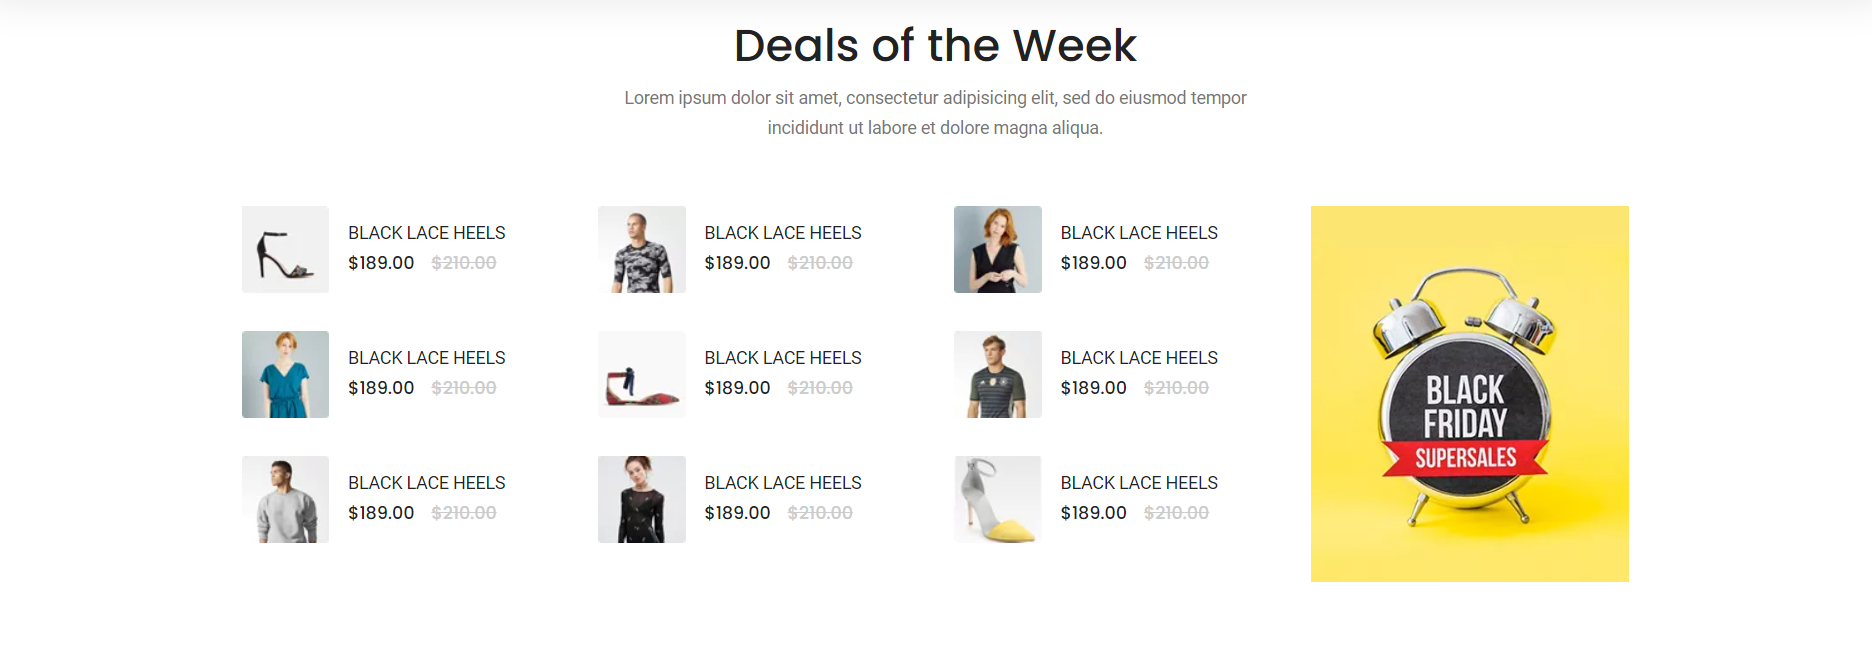 Deals of the Week
Lorem ipsum dolor sit amet, consectetur adipisicing elit, sed do eiusmod tempor
incididunt ut labore et dolore magna aliqua.
BLACK LACE HEELS
$189.00 $210.00
BLACK LACE HEELS
$189.00 $210.00
BLACK LACE HEELS
$189.00 $210.00
BLACK LACE HEELS
$189.00 $210.00
BLACK LACE HEELS
$189.00 $210.00
BLACK LACE HEELS
$189.00 $210.00
BLACK LACE HEELS
$189.00 $210.00
BLACK LACE HEELS
$189.00 $210.00
BLACK LACE HEELS
$189.00 $210.00
BLACK
FRIDAY
SUPERSALES